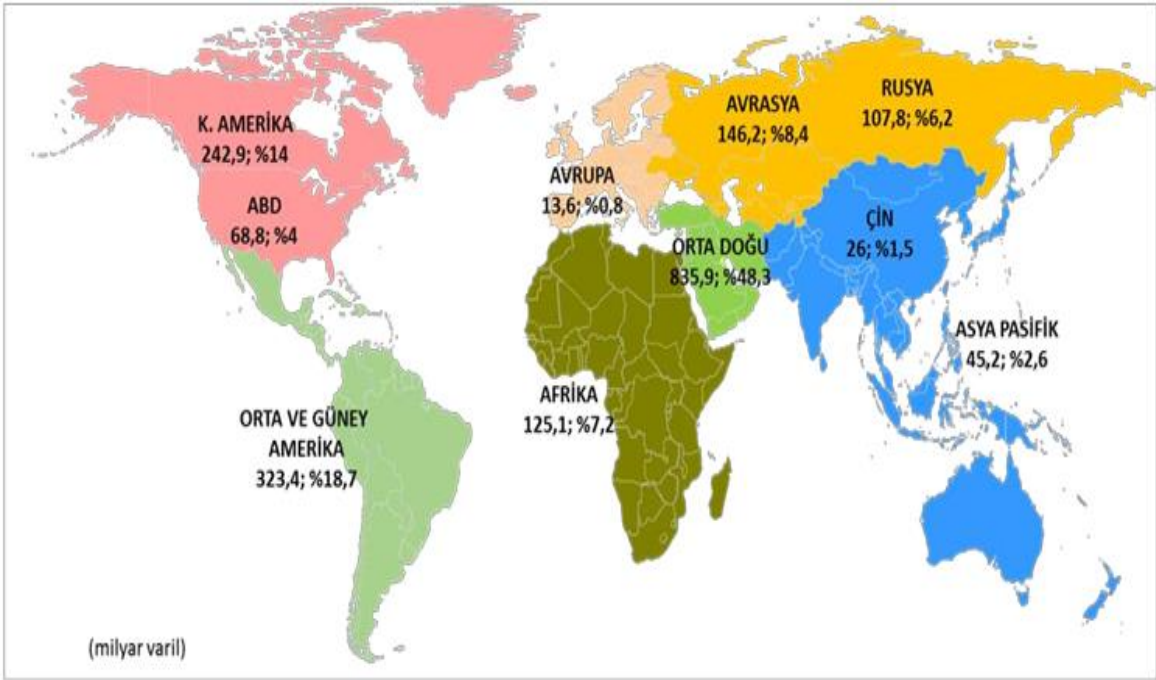 K. AMERİKA
242,9; %14
ABD
68,8; %4
ORTA VE GÜNEY
AMERİKA
323,4; %18,7
AVRUPA
13,6; %0,8
AVRASYA
146,2; %8,4
RUSYA
107,8; %6,2
ORTA DOĞU
835,9; %48,3
ÇİN
26; %1,5
ASYA PASİFİK
45,2; %2,6
AFRİKA
125,1; %7,2
(milyar varil)